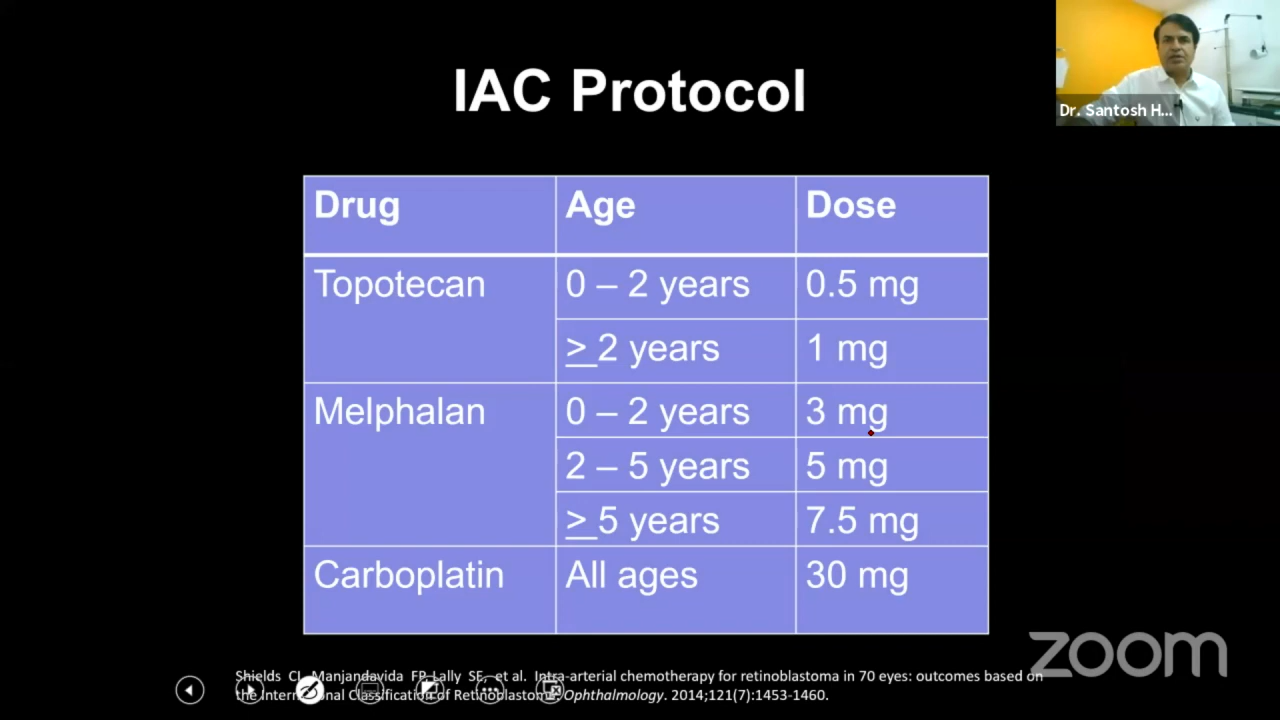 IAC Protocol
Dr. Santosh H...
Drug Age Dose
Topotecan 0 – 2 years 0.5 mg
> 2 years 1 mg
Melphalan 0 – 2 years 3 mg
2 – 5 years 5 mg
> 5 years 7.5 mg
Carboplatin All ages 30 mg
zoom
Shields CL, Manjandavida FP, Lally SE, et al. Intra-arterial chemotherapy for retinoblastoma in 70 eyes: outcomes based on
the International Classification of Retinoblastoma. Ophthalmology. 2014;121(7):1453-1460.